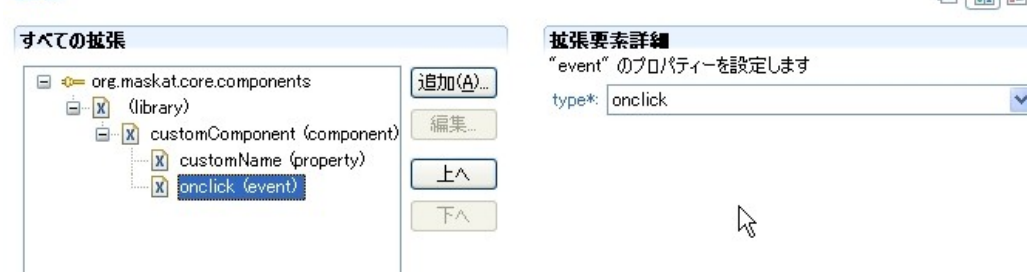 すべての拡張
org.maskat.core.components
(library)
customComponent (component)
customName (property)
onclick (event)
追加(A)...
編集...
上へ
下へ
拡張要素詳細
"event" のプロパティーを設定します
type*: onclick